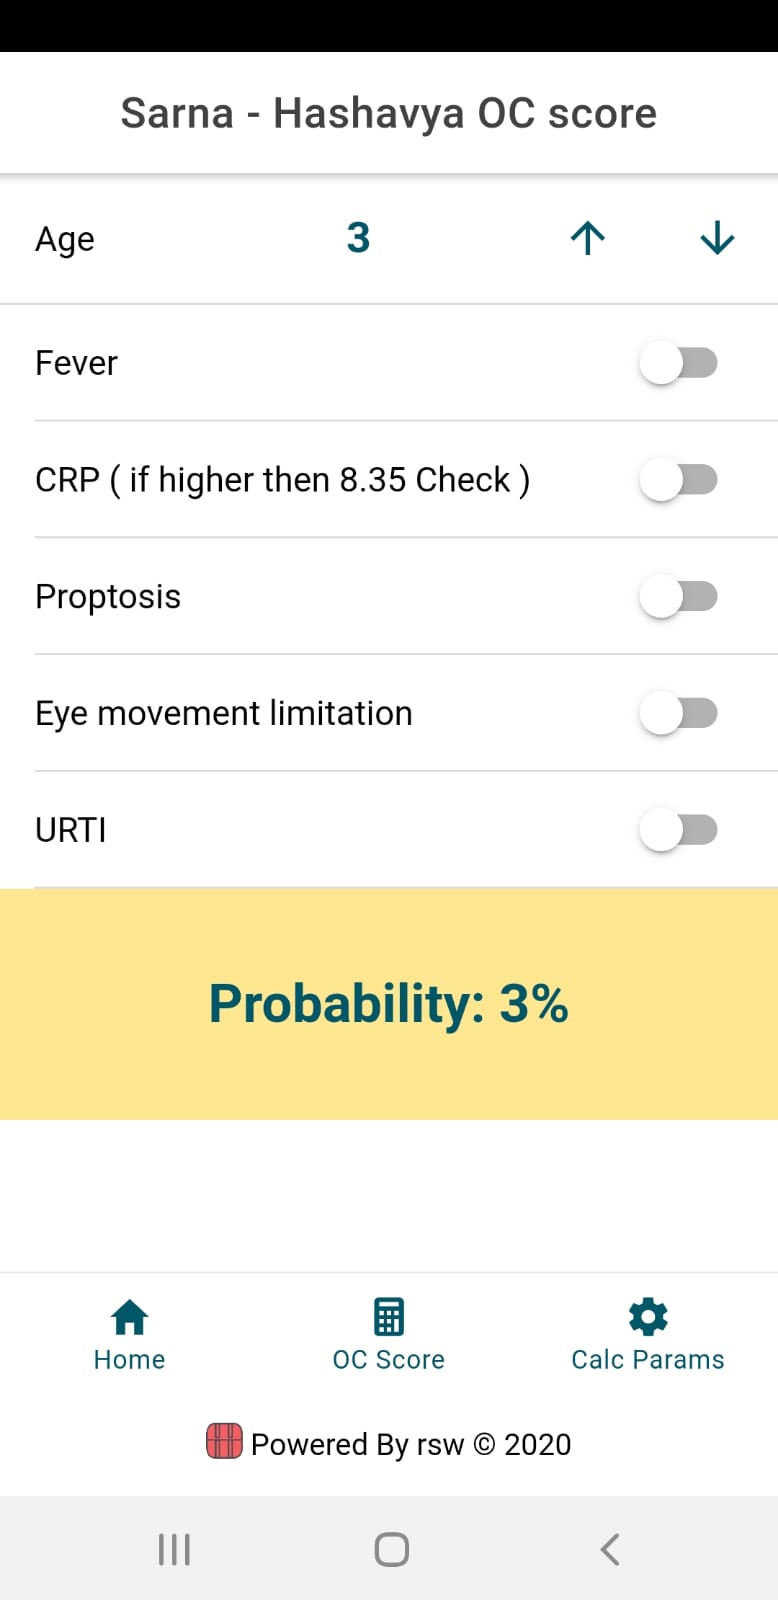 Sarna - Hashavya OC score
Age 3
Fever
CRP ( if higher then 8.35 Check )
Proptosis
Eye movement limitation
URTI
Probability: 3%
Home OC Score Calc Params
Powered By rsw © 2020